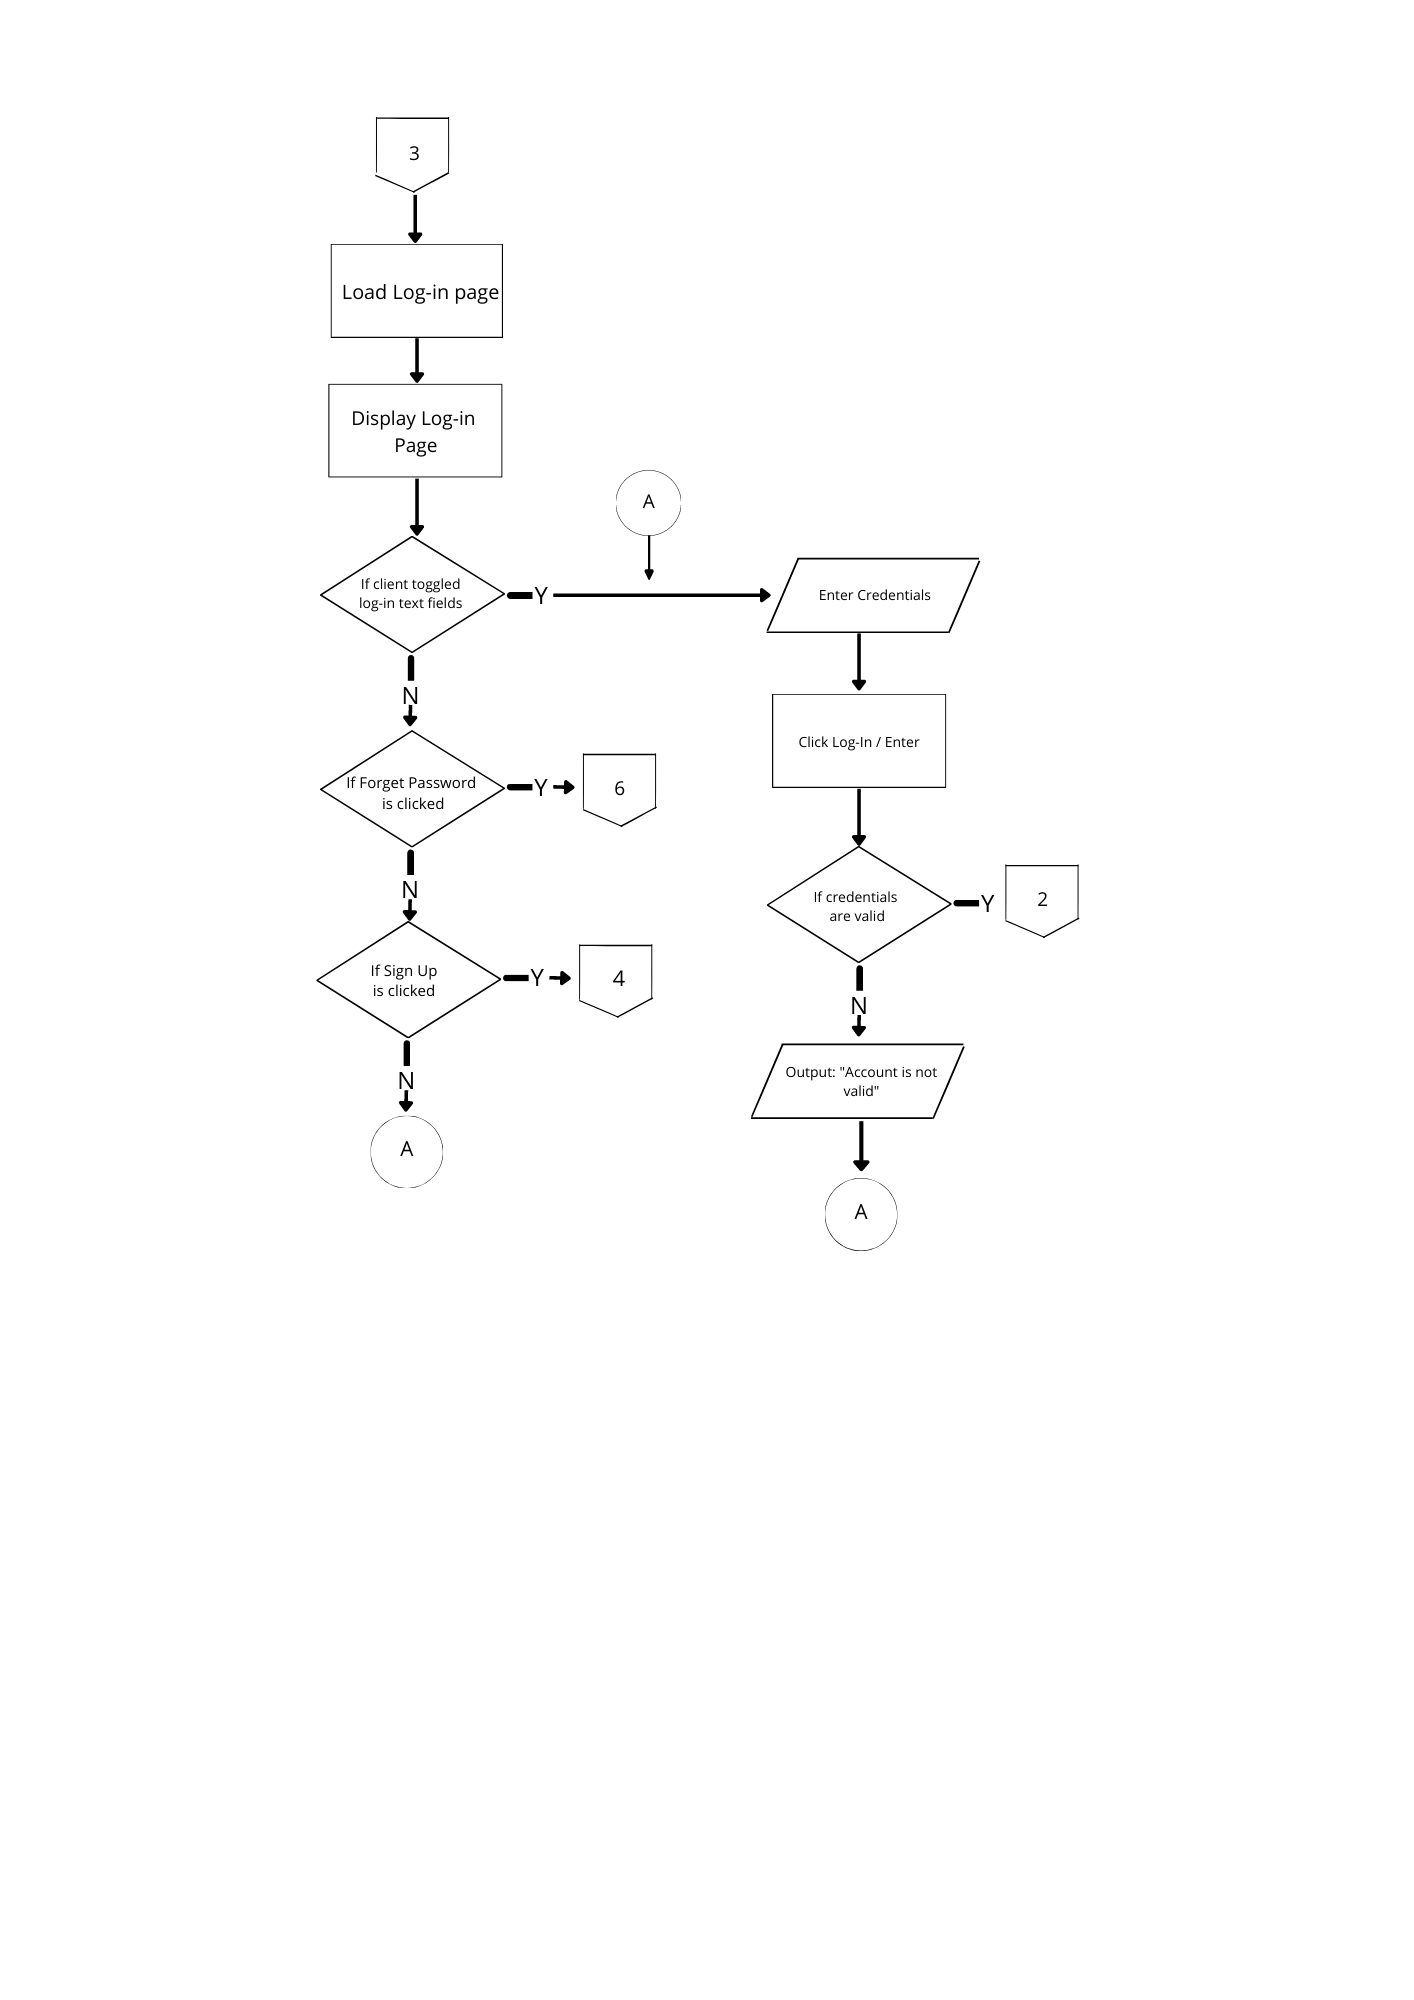 3
Load Log-in page
Display Log-in
Page
A
If client toggled
log-in text fields
Y
Enter Credentials
N
Click Log-In / Enter
If Forget Password
is clicked
Y
6
N
If credentials
are valid
Y
2
If Sign Up
is clicked
Y
4
N
Output: "Account is not
valid"
N
A
A